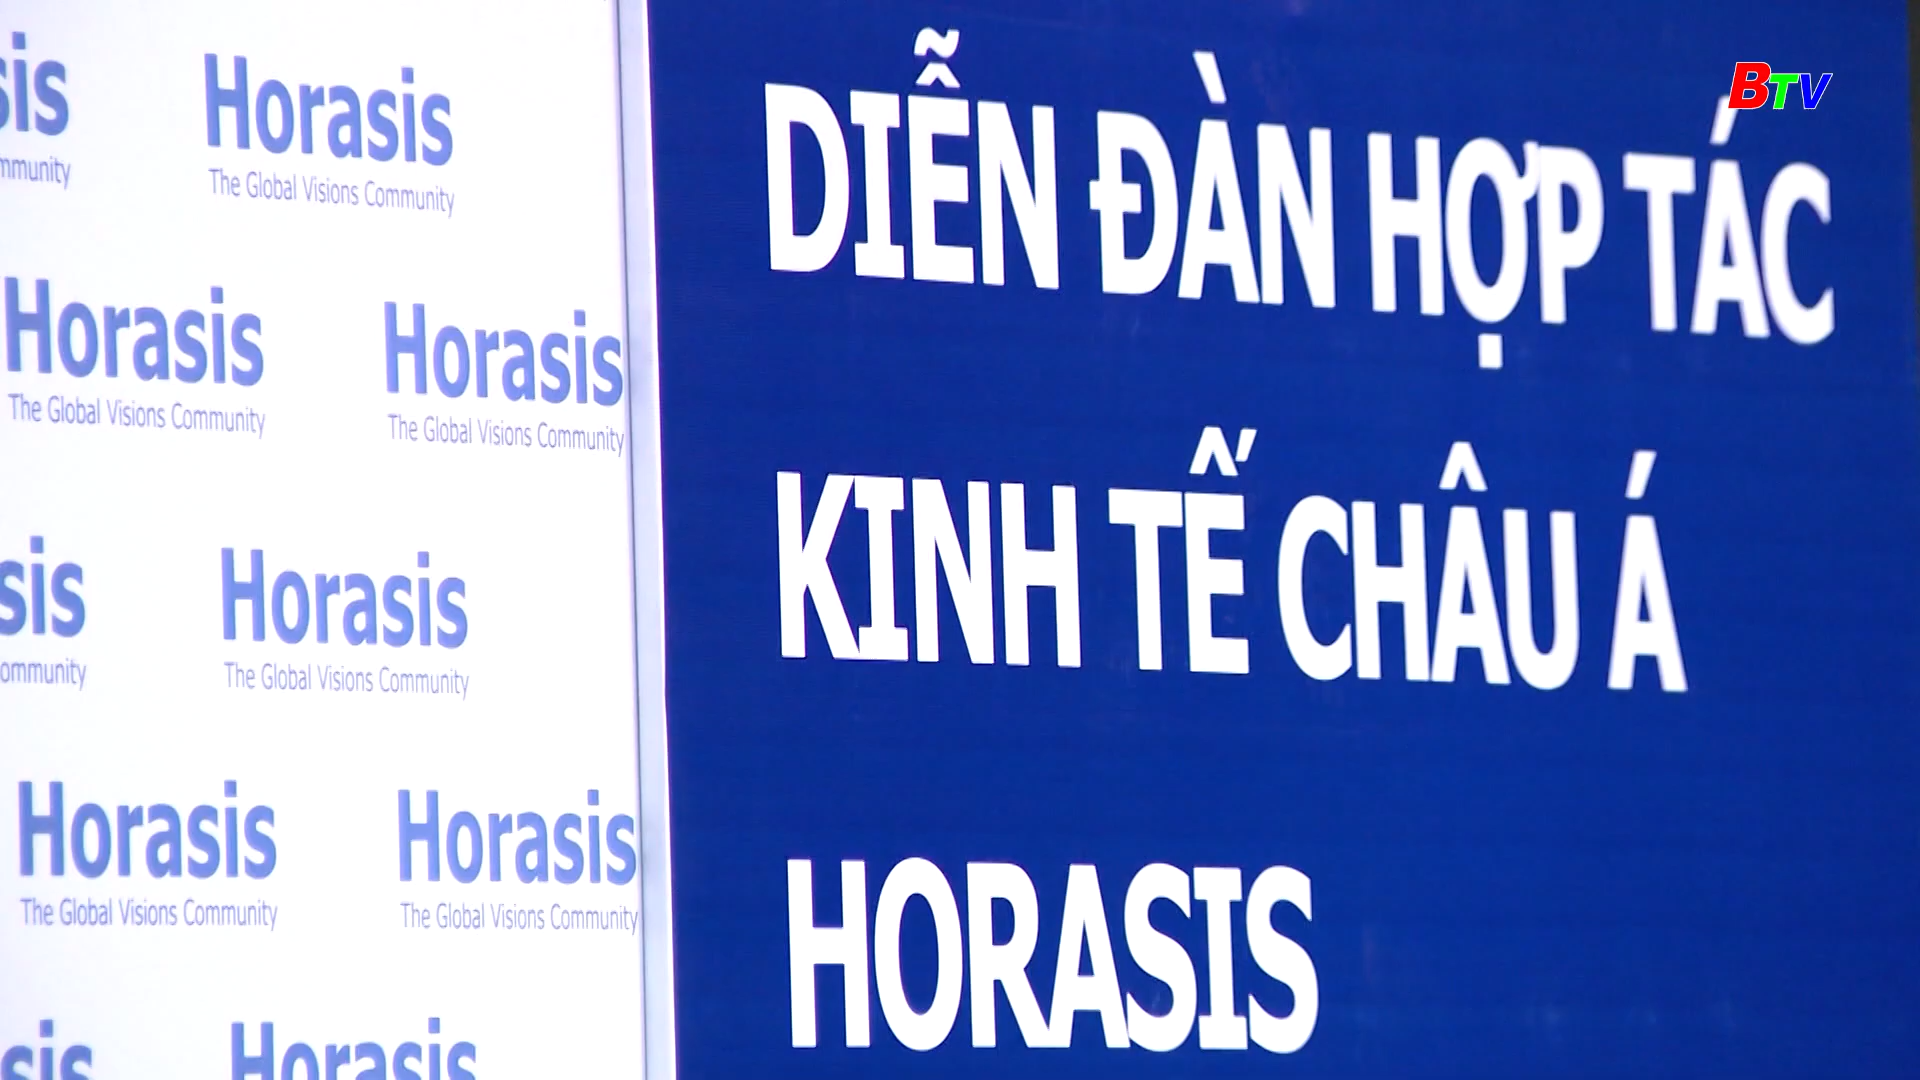 Horasis
The Global Visions Community
Horasis
The Global Visions Community
Horasis
The Global Visions Community
Horasis
The Global Visions Community
Horasis
The Global Visions Community
Horasis
The Global Visions Community
Horasis
DIỄN ĐÀN HỢP TÁC
KINH TẾ CHÂU Á
HORASIS
BTV